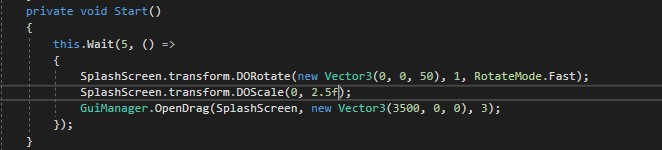 private void Start()
{
this.Wait(5, () =>
{
SplashScreen.transform.DORotate(new Vector3(0, 0, 50), 1, RotateMode.Fast);
SplashScreen.transform.DOScale(0, 2.5f);
GuiManager.OpenDrag(SplashScreen, new Vector3(3500, 0, 0), 3);
});
}